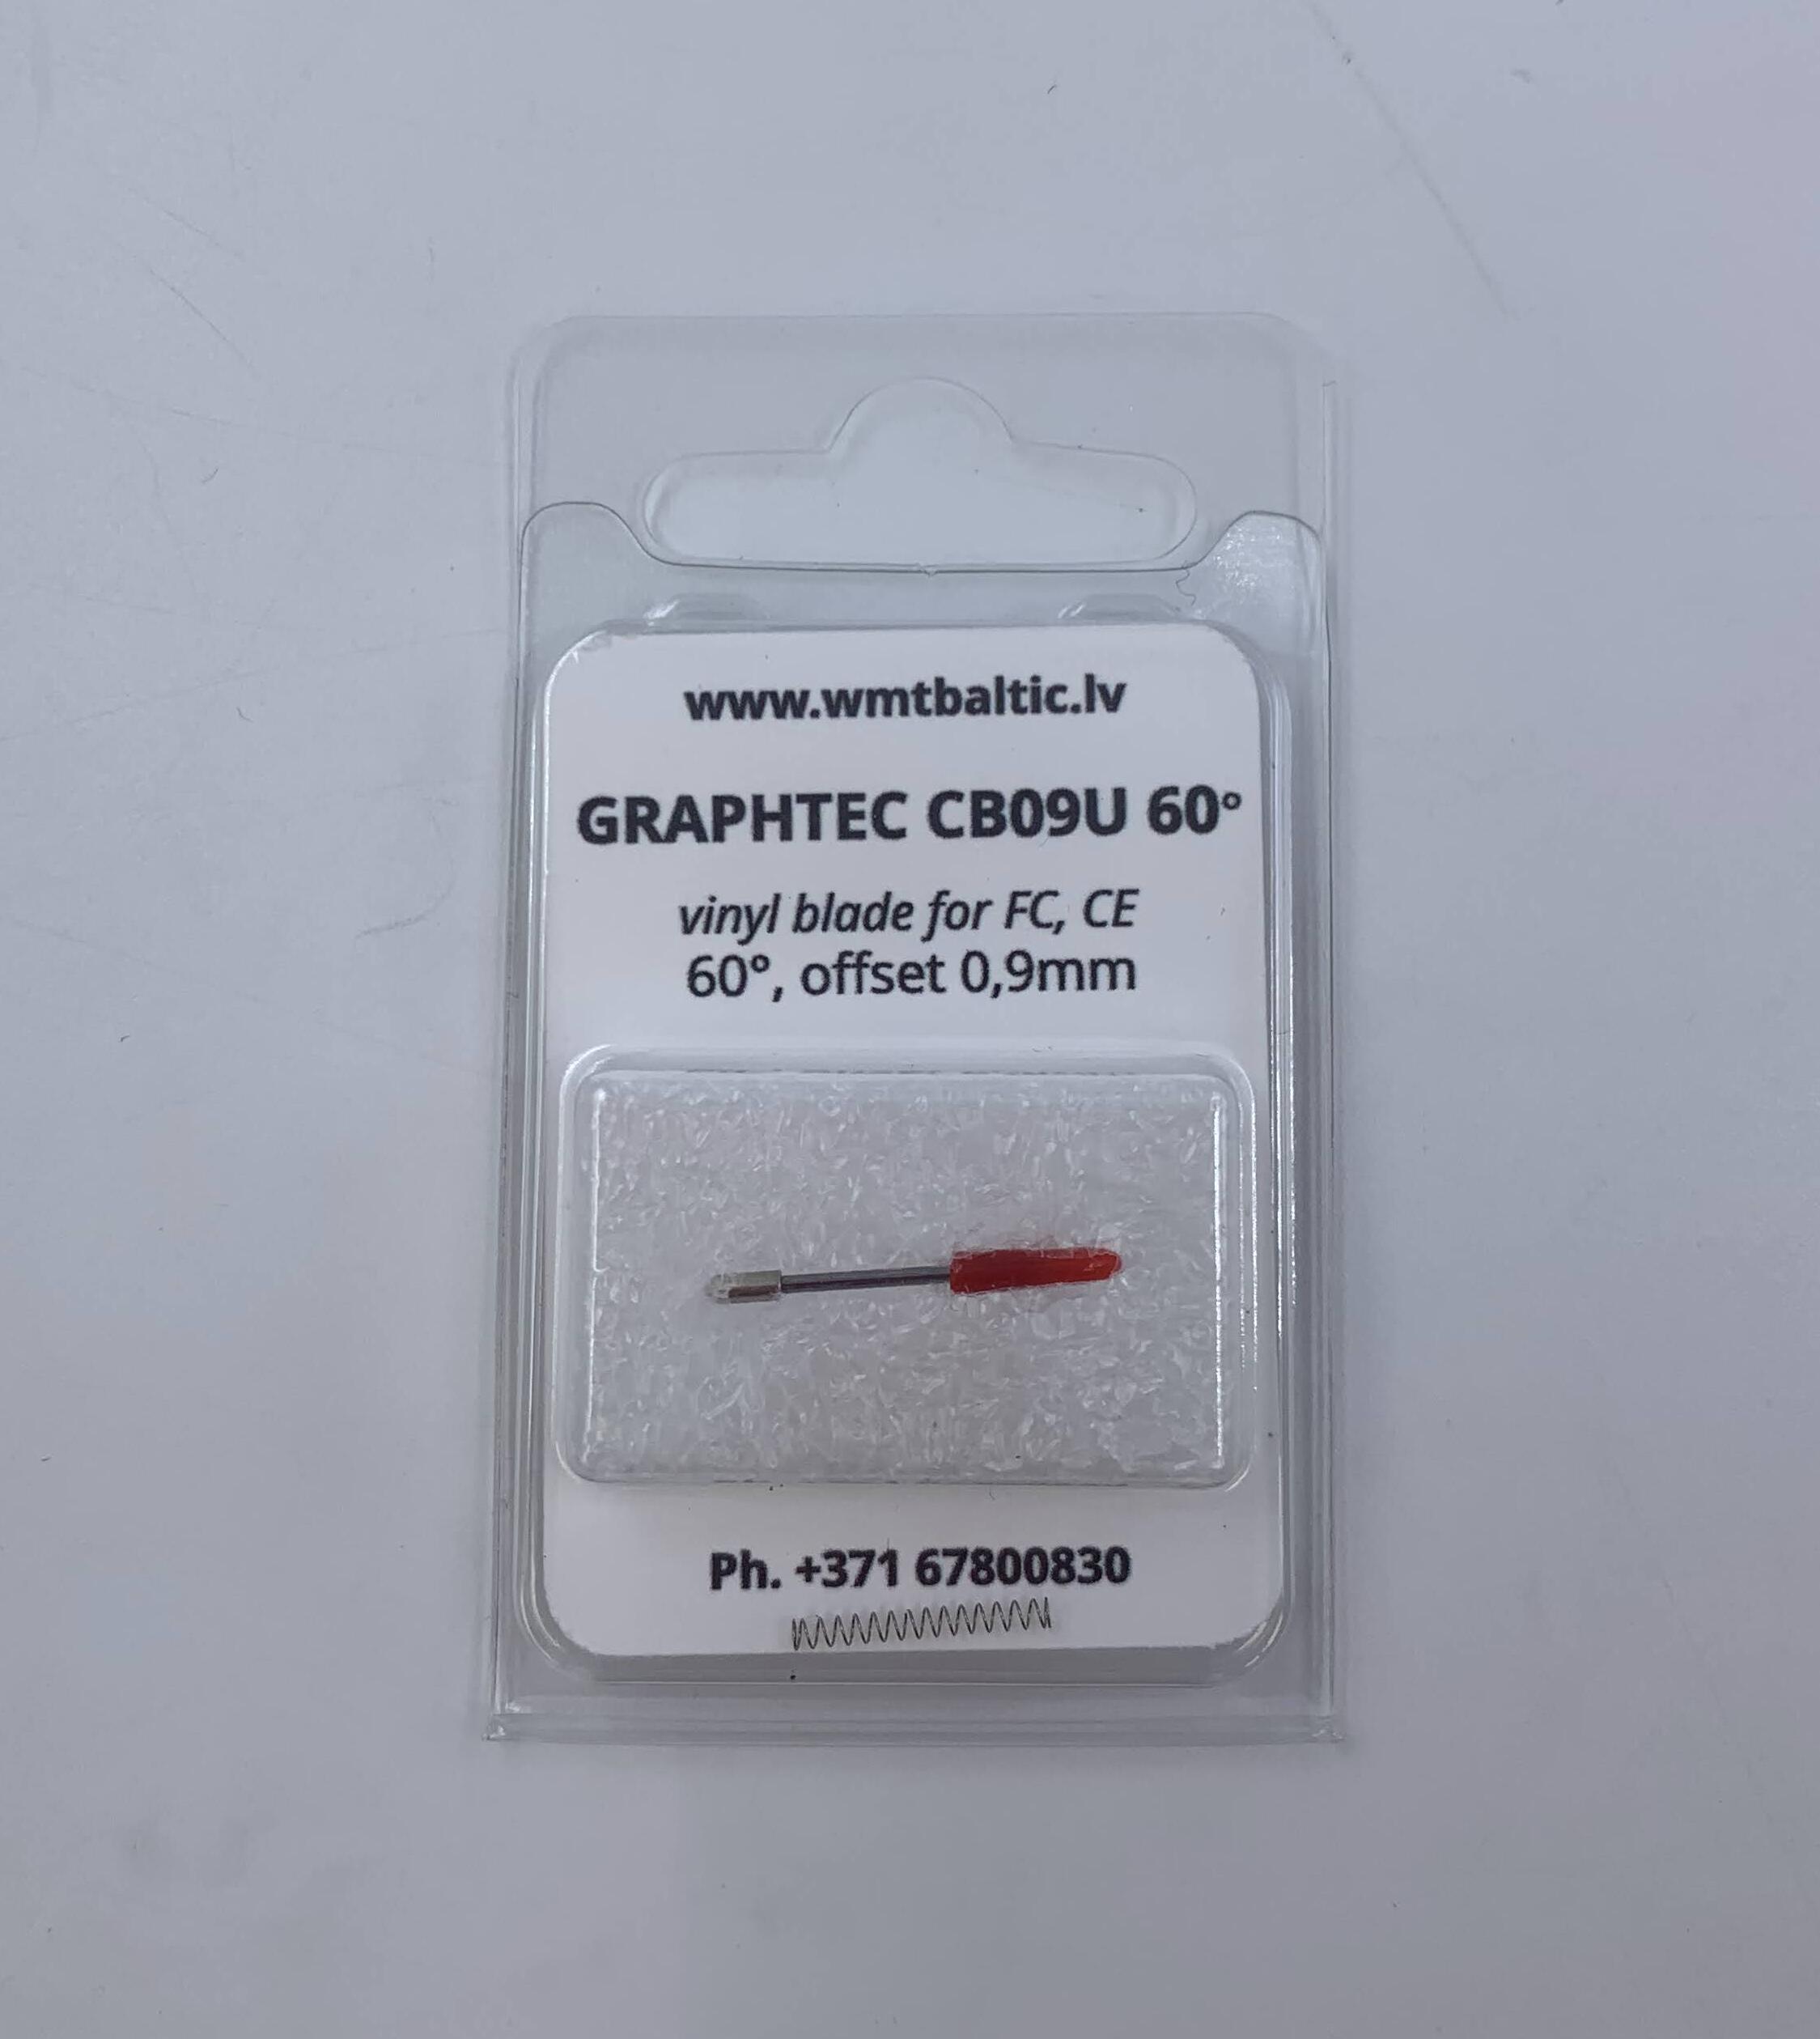 www.wmtbaltic.lv
GRAPHTEC CB09U 60°
vinyl blade for FC, CE
60°, offset 0,9mm
Ph. +371 67800830